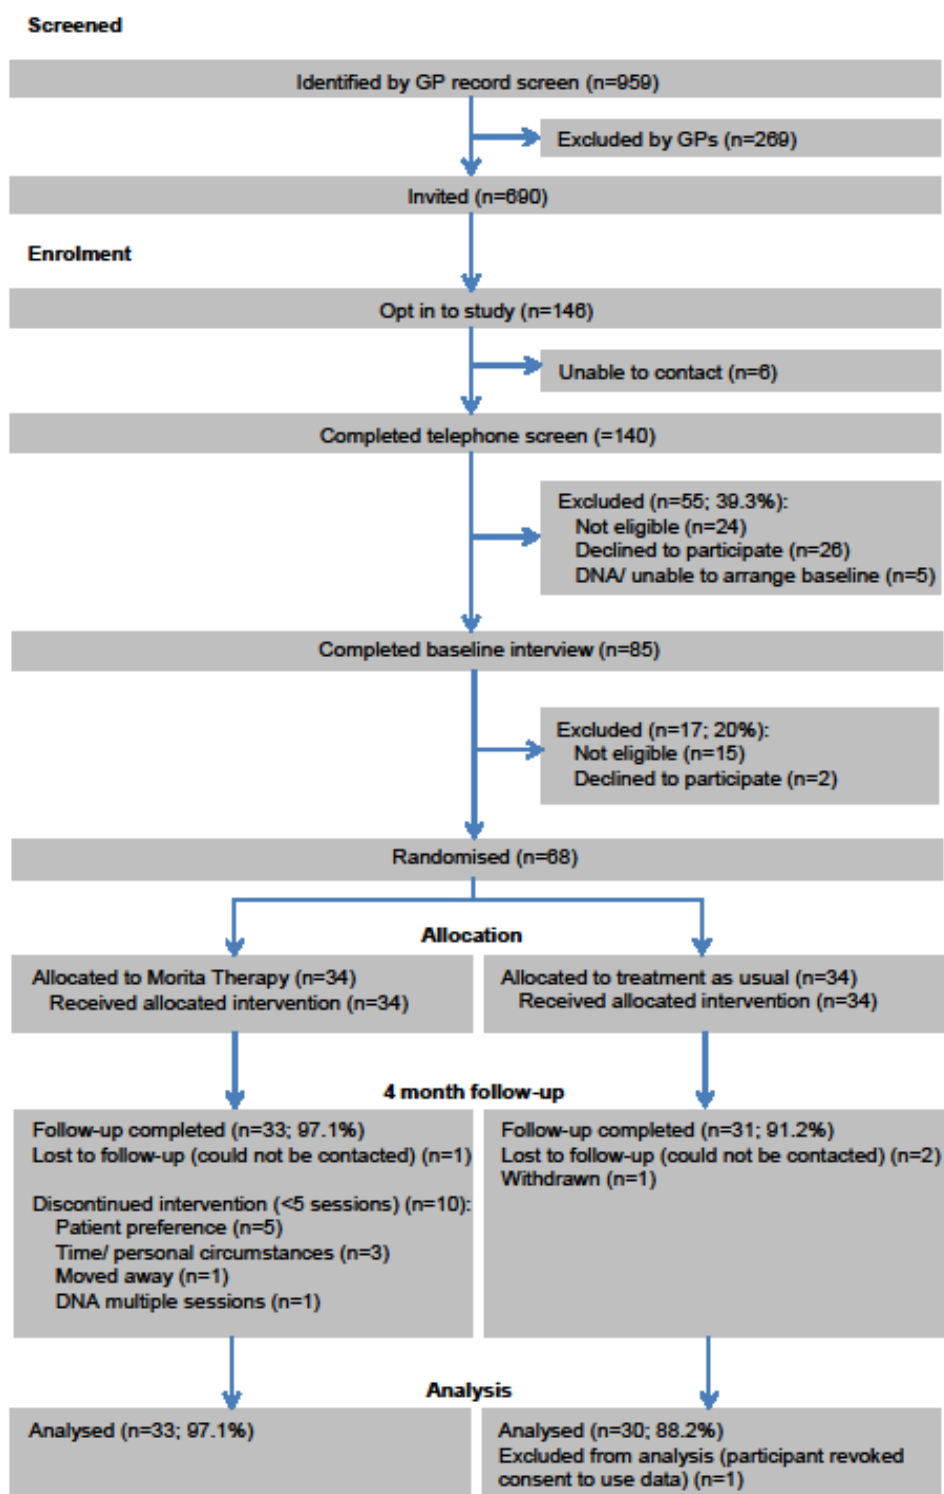 Screened
Identified by GP record screen (n=959)
Excluded by GPs (n=269)
Invited (n=690)
Enrolment
Opt in to study (n=146)
Unable to contact (n=6)
Completed telephone screen (=140)
Excluded (n=55; 39.3%):
Not eligible (n=24)
Declined to participate (n=26)
DNA/ unable to arrange baseline (n=5)
Completed baseline interview (n=85)
Excluded (n=17; 20%):
Not eligible (n=15)
Declined to participate (n=2)
Randomised (n=68)
Allocation
Allocated to Morita Therapy (n=34)
Received allocated intervention (n=34)
Allocated to treatment as usual (n=34)
Received allocated intervention (n=34)
4 month follow-up
Follow-up completed (n=33; 97.1%)
Lost to follow-up (could not be contacted) (n=1)
Discontinued intervention (<5 sessions) (n=10):
Patient preference (n=5)
Time/ personal circumstances (n=3)
Moved away (n=1)
DNA multiple sessions (n=1)
Follow-up completed (n=31; 91.2%)
Lost to follow-up (could not be contacted) (n=2)
Withdrawn (n=1)
Analysis
Analysed (n=33; 97.1%)
Analysed (n=30; 88.2%)
Excluded from analysis (participant revoked
consent to use data) (n=1)